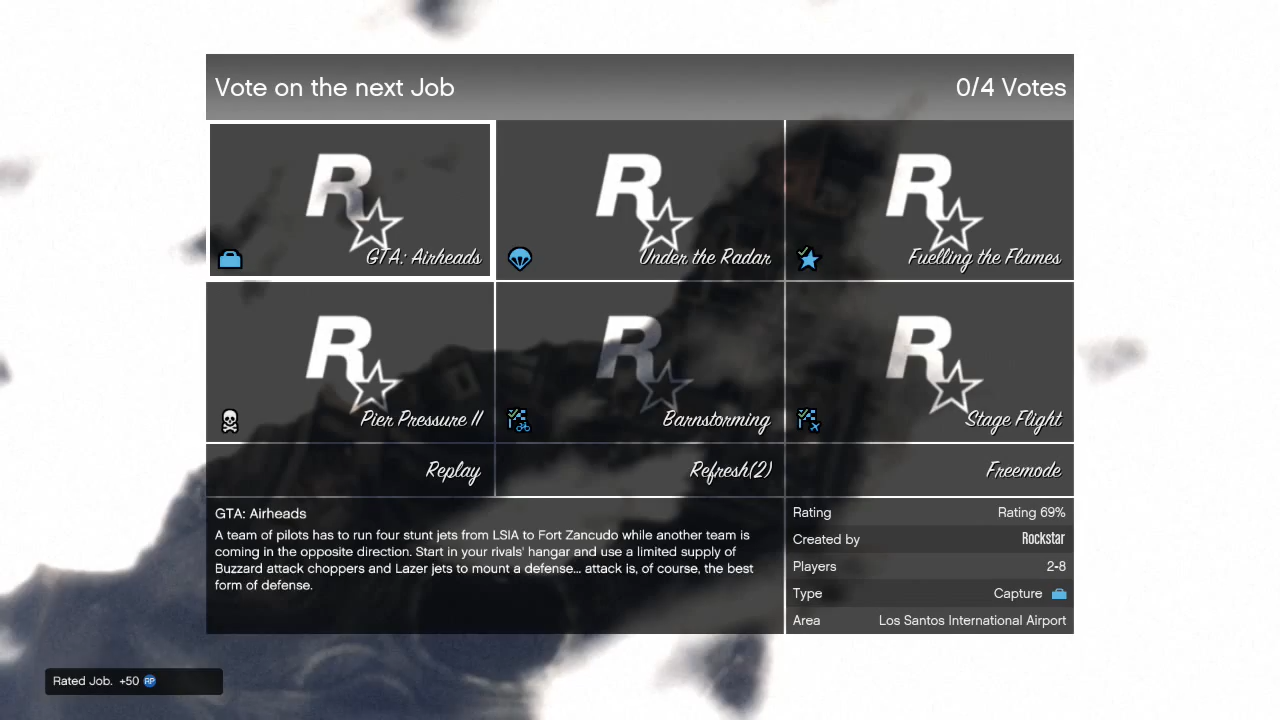 Vote on the next Job
0/4 Votes
R
R
R
GTA: Airheads
Under the Radar
Fuelling the Flames
R
R
R
Pier Pressure II
Barnstorming
Stage Flight
Replay
Refresh(2)
Freemode
GTA: Airheads
A team of pilots has to run four stunt jets from LSIA to Fort Zancudo while another team is
coming in the opposite direction. Start in your rivals' hangar and use a limited supply of
Buzzard attack choppers and Lazer jets to mount a defense... attack is, of course, the best
form of defense.
Rating Rating 69%
Created by Rockstar
Players 2-8
Type Capture
Area Los Santos International Airport
Rated Job. +50 RP